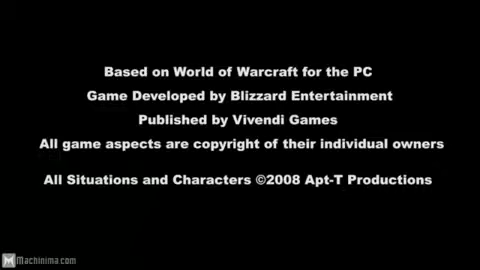 Based on World of Warcraft for the PC
Game Developed by Blizzard Entertainment
Published by Vivendi Games
All game aspects are copyright of their individual owners
All Situations and Characters ©2008 Apt-T Productions
Machinima.com